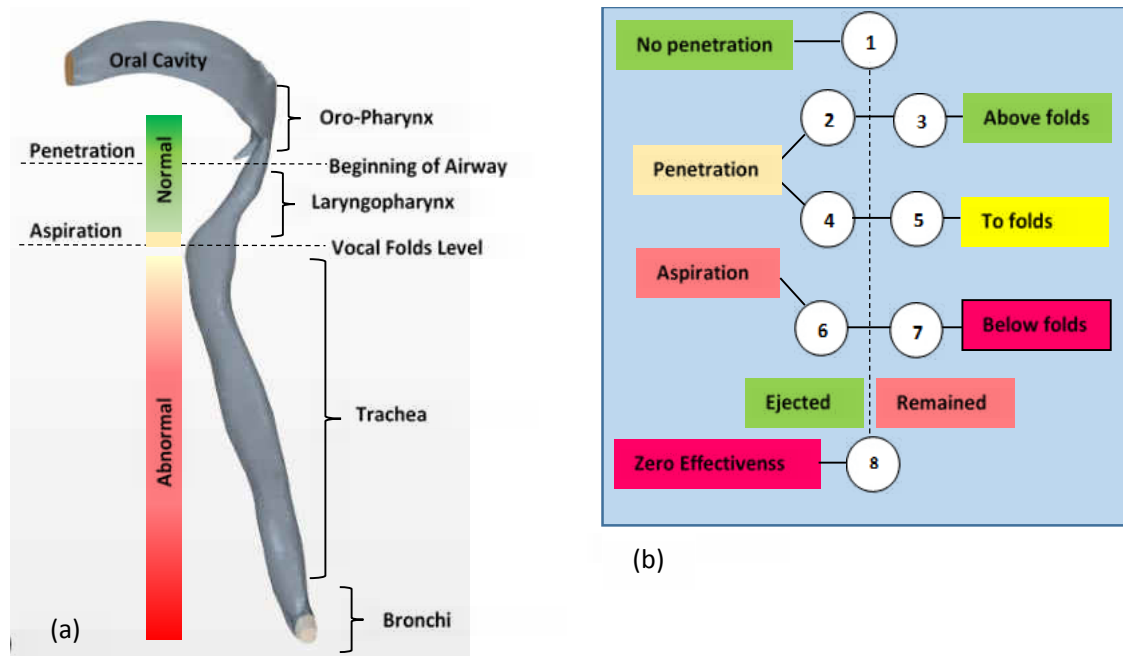 Oral Cavity
Oro-Pharynx
Penetration
Beginning of Airway
Normal
Laryngopharynx
Aspiration
Vocal Folds Level
Abnormal
Trachea
Bronchi
(a)
No penetration
1
2
3
Above folds
Penetration
4
5
To folds
Aspiration
6
7
Below folds
Ejected
Remained
Zero Effectivenss
8
(b)